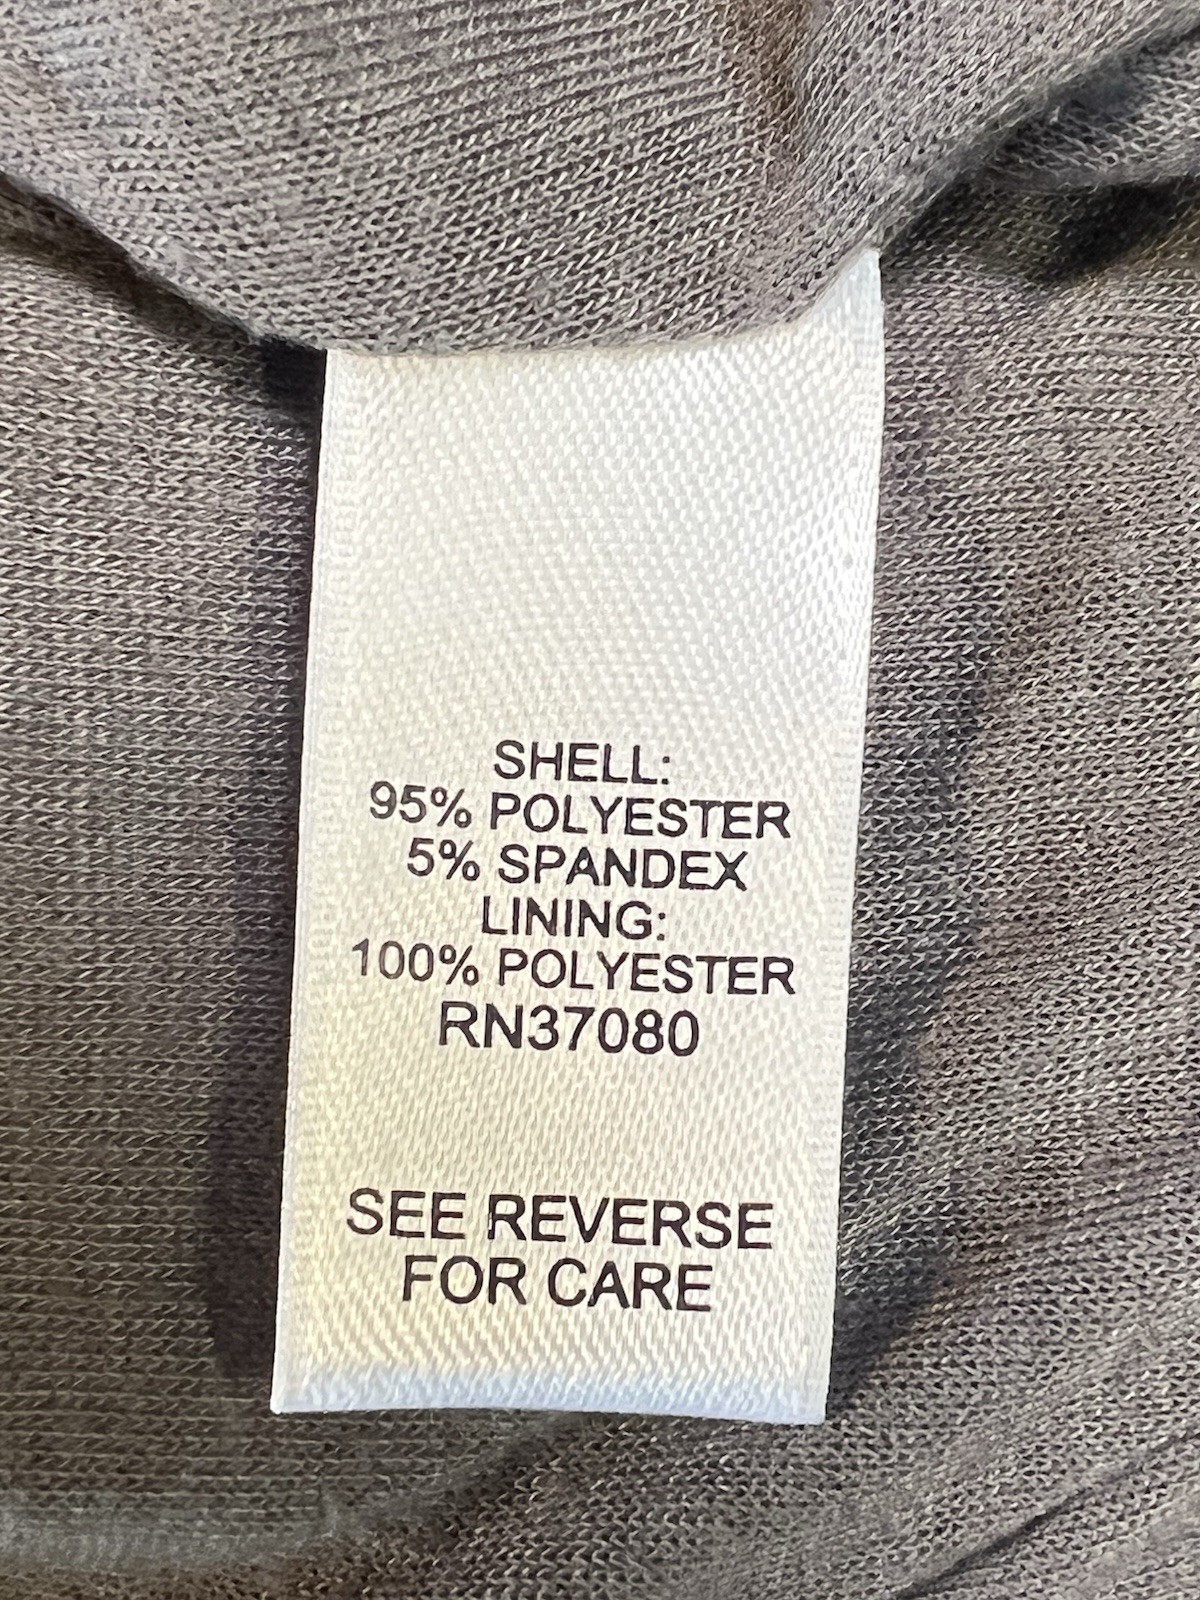 SHELL:
95% POLYESTER
5% SPANDEX
LINING:
100% POLYESTER
RN37080
SEE REVERSE
FOR CARE